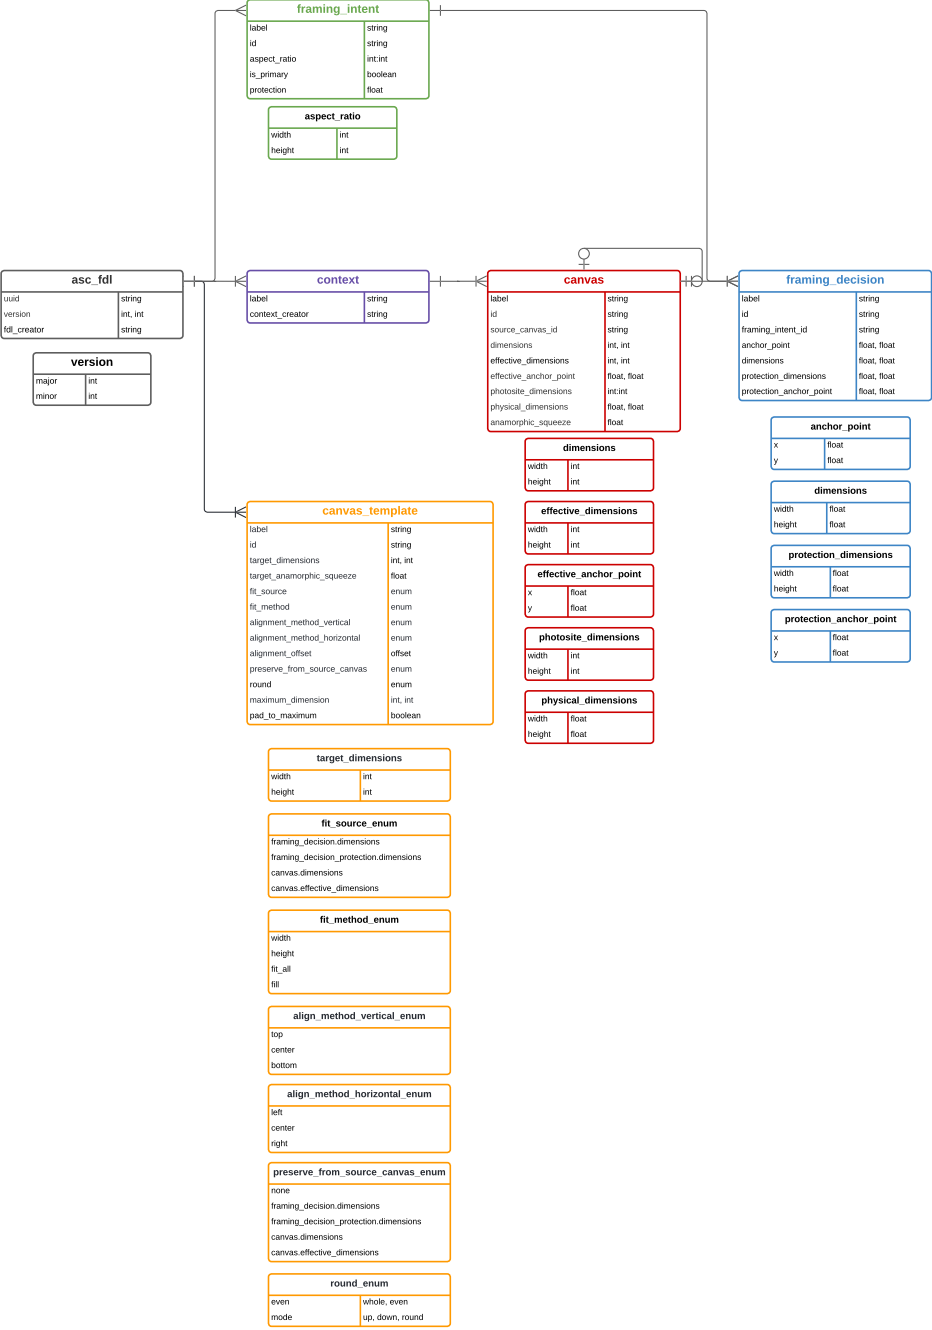 framing_intent
label string
id string
aspect_ratio int:int
is_primary boolean
protection float
aspect_ratio
width int
height int
asc_fdl
uuid string
version int, int
fdl_creator string
version
major int
minor int
context
label string
context_creator string
canvas
label string
id string
source_canvas_id string
dimensions int, int
effective_dimensions int, int
effective_anchor_point float, float
photosite_dimensions int:int
physical_dimensions float, float
anamorphic_squeeze float
dimensions
width int
height int
effective_dimensions
width int
height int
effective_anchor_point
x float
y float
photosite_dimensions
width int
height int
physical_dimensions
width float
height float
framing_decision
label string
id string
framing_intent_id string
anchor_point float, float
dimensions float, float
protection_dimensions float, float
protection_anchor_point float, float
anchor_point
x float
y float
dimensions
width float
height float
protection_dimensions
width float
height float
protection_anchor_point
x float
y float
canvas_template
label string
id string
target_dimensions int, int
target_anamorphic_squeeze float
fit_source enum
fit_method enum
alignment_method_vertical enum
alignment_method_horizontal enum
alignment_offset offset
preserve_from_source_canvas enum
round enum
maximum_dimension int, int
pad_to_maximum boolean
target_dimensions
width int
height int
fit_source_enum
framing_decision.dimensions
framing_decision_protection.dimensions
canvas.dimensions
canvas.effective_dimensions
fit_method_enum
width
height
fit_all
fill
align_method_vertical_enum
top
center
bottom
align_method_horizontal_enum
left
center
right
preserve_from_source_canvas_enum
none
framing_decision.dimensions
framing_decision_protection.dimensions
canvas.dimensions
canvas.effective_dimensions
round_enum
even whole, even
mode up, down, round